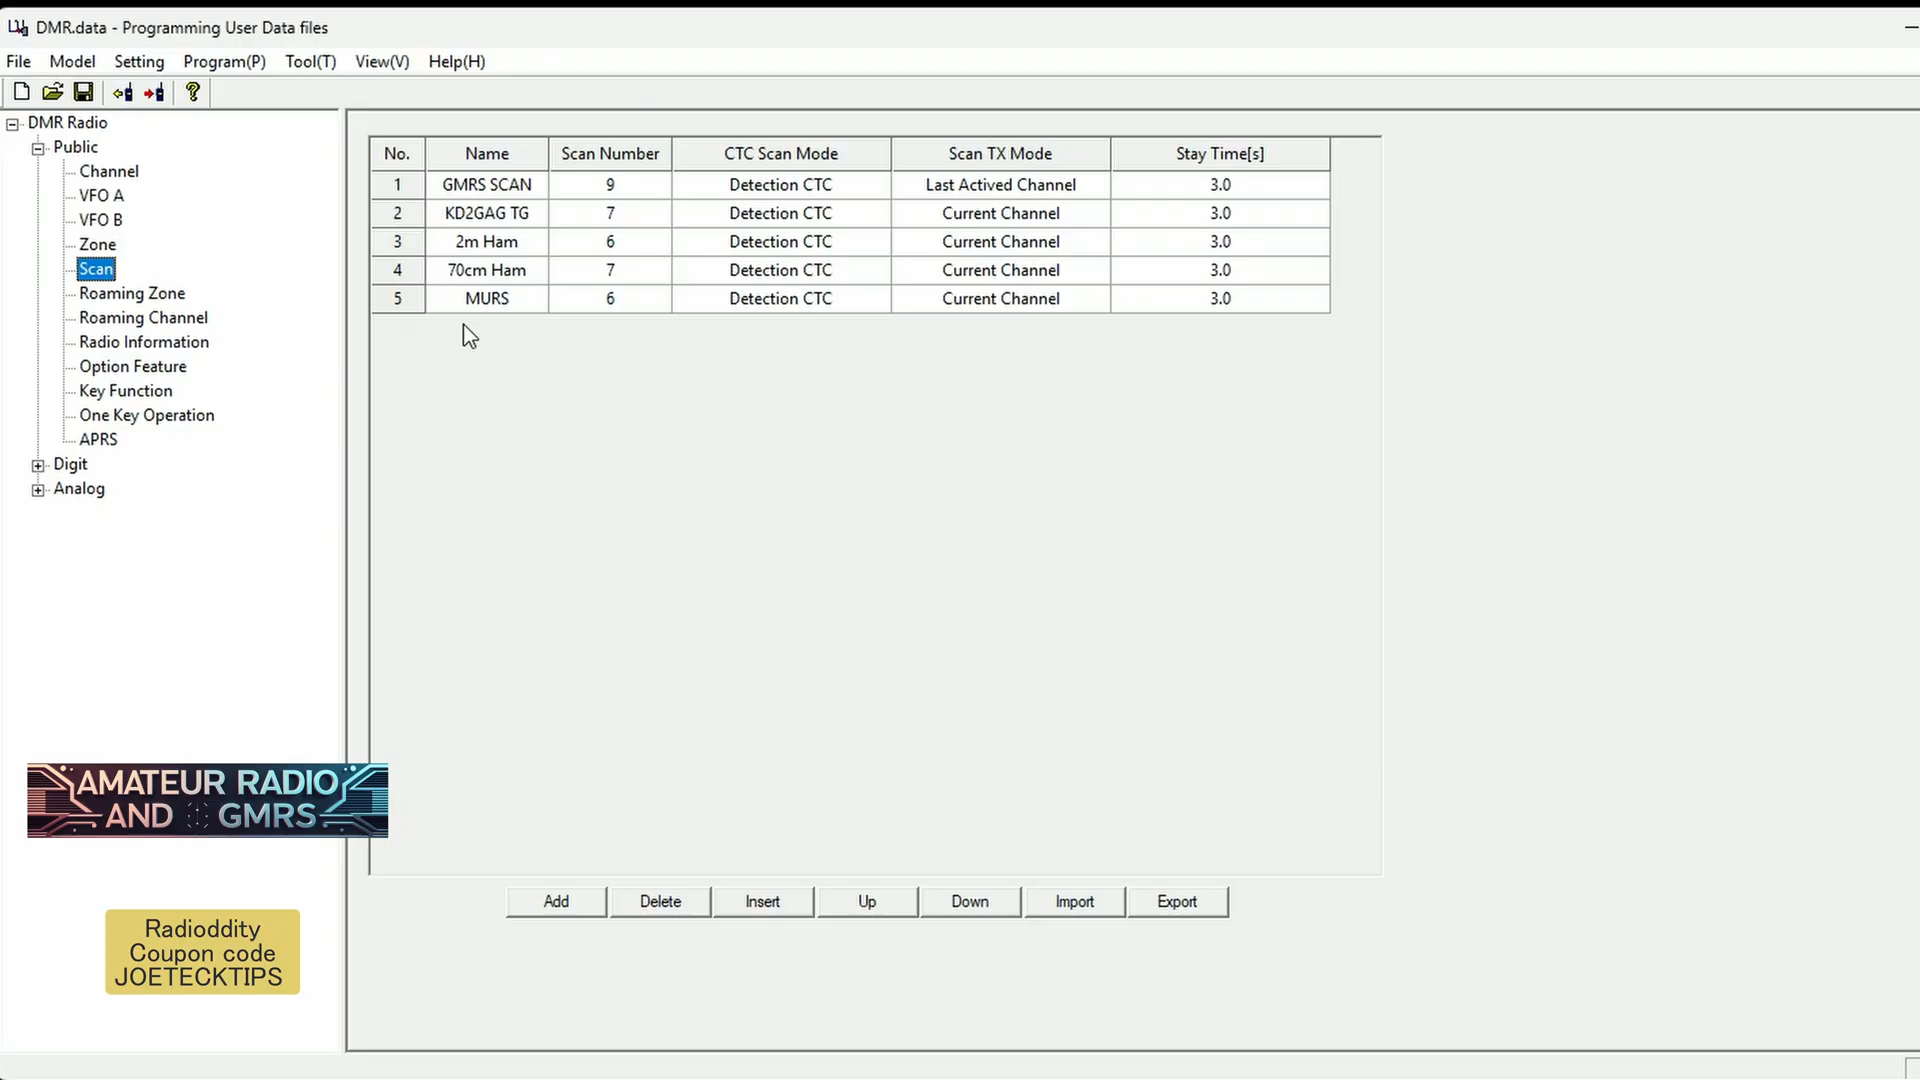 DMR.data - Programming User Data files
File Model Setting Program(P) Tool(T) View(V) Help(H)
DMR Radio
Public
Channel
VFO A
VFO B
Zone
Scan
Roaming Zone
Roaming Channel
Radio Information
Option Feature
Key Function
One Key Operation
APRS
Digit
Analog
No. Name Scan Number CTC Scan Mode Scan TX Mode Stay Time[s]
1 GMRS SCAN 9 Detection CTC Last Actived Channel 3.0
2 KD2GAG TG 7 Detection CTC Current Channel 3.0
3 2m Ham 6 Detection CTC Current Channel 3.0
4 70cm Ham 7 Detection CTC Current Channel 3.0
5 MURS 6 Detection CTC Current Channel 3.0
Add Delete Insert Up Down Import Export
AMATEUR RADIO
AND GMRS
Radioddity
Coupon code
JOETECKTIPS